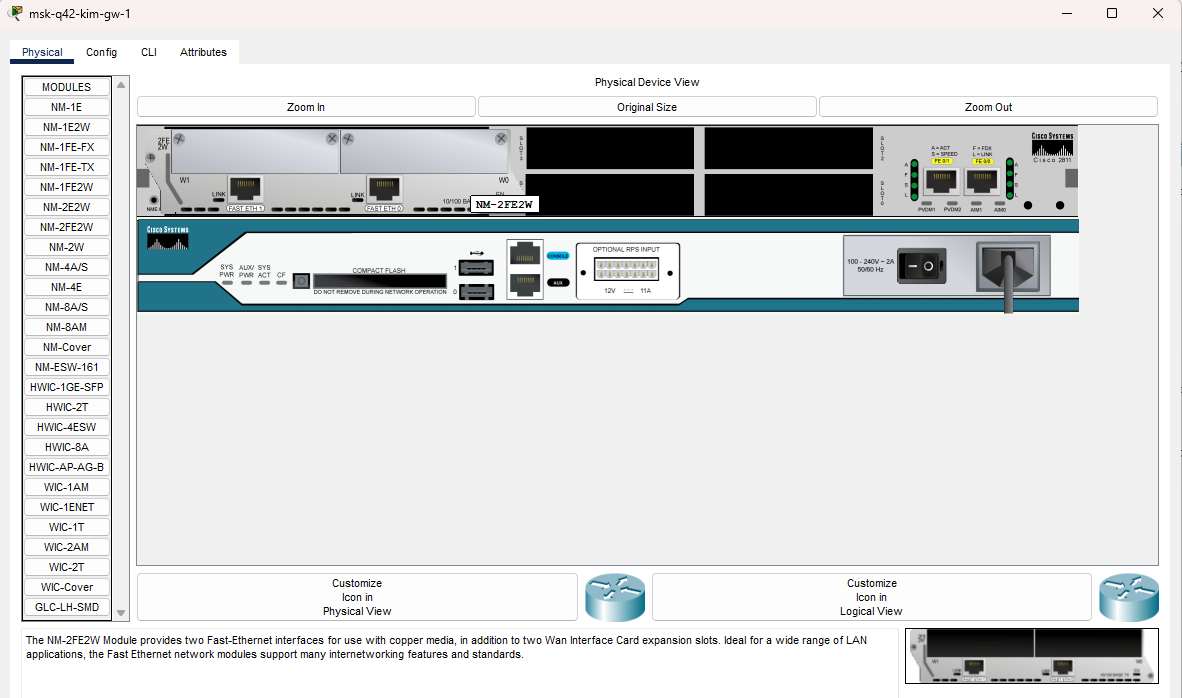 msk-q42-kim-gw-1
Physical Config CLI Attributes
MODULES
NM-1E
NM-1E2W
NM-1FE-FX
NM-1FE-TX
NM-1FE2W
NM-2E2W
NM-2FE2W
NM-2W
NM-4A/S
NM-4E
NM-8A/S
NM-8AM
NM-Cover
NM-ESW-161
HWIC-1GE-SFP
HWIC-2T
HWIC-4ESW
HWIC-8A
HWIC-AP-AG-B
WIC-1AM
WIC-1ENET
WIC-1T
WIC-2AM
WIC-2T
WIC-Cover
GLC-LH-SMD
Physical Device View
Zoom In
Original Size
Zoom Out
2FE
2W
W1
W0
LINK
FAST ETH 1
LINK
FAST ETH 0
10/100 BA
EN
NM-2FE2W
SLOT3
SLOT2
SLOT0
A = ACT
S = SPEED
F = FDX
L = LINK
FE 0/1
FE 0/0
A
F
S
L
A
F
S
L
PVDM1
PVDM2
AIM1
AIM0
CISCO SYSTEMS
Cisco 2811
CISCO SYSTEMS
SYS
PWR
AUX/
PWR
SYS
ACT
CF
COMPACT FLASH
DO NOT REMOVE DURING NETWORK OPERATION
1
0
CONSOLE
AUX
OPTIONAL RPS INPUT
12V
11A
100 - 240V ~ 2A
50/60 Hz
Customize
Icon in
Physical View
Customize
Icon in
Logical View
The NM-2FE2W Module provides two Fast-Ethernet interfaces for use with copper media, in addition to two Wan Interface Card expansion slots. Ideal for a wide range of LAN
applications, the Fast Ethernet network modules support many internetworking features and standards.
W1
W0